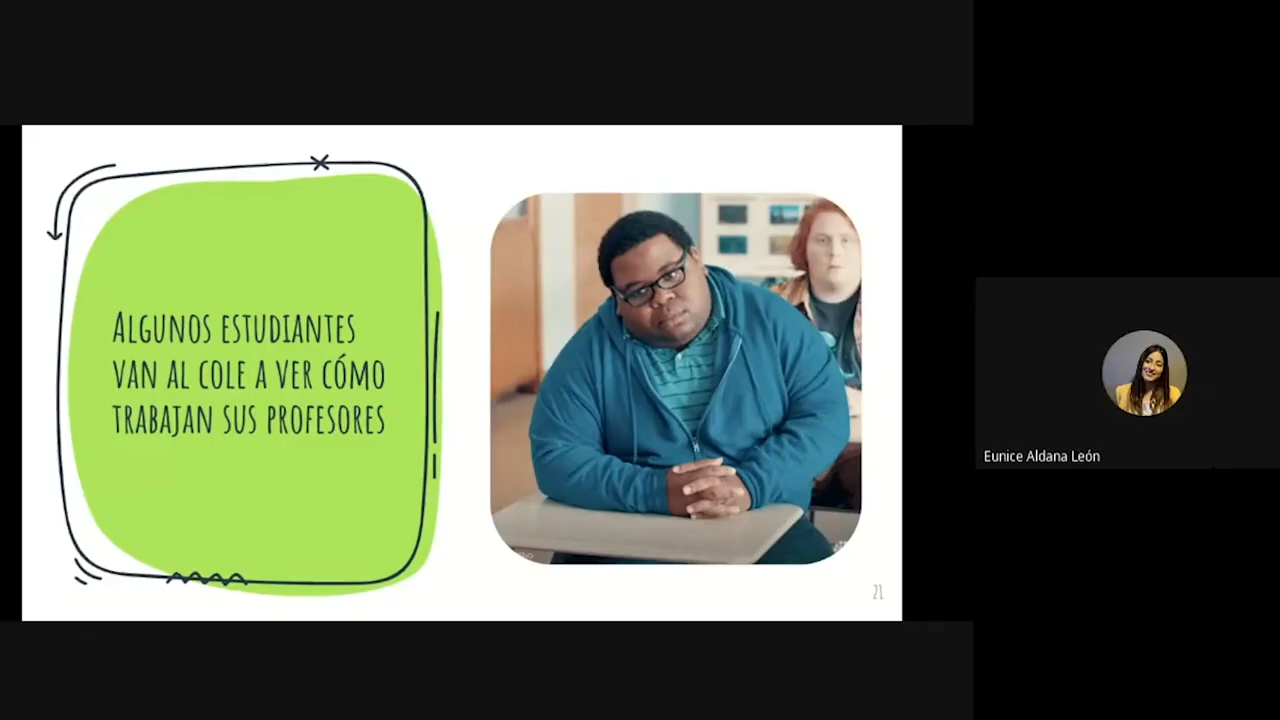 ALGUNOS ESTUDIANTES
VAN AL COLE A VER CÓMO
TRABAJAN SUS PROFESORES
21
Eunice Aldana León